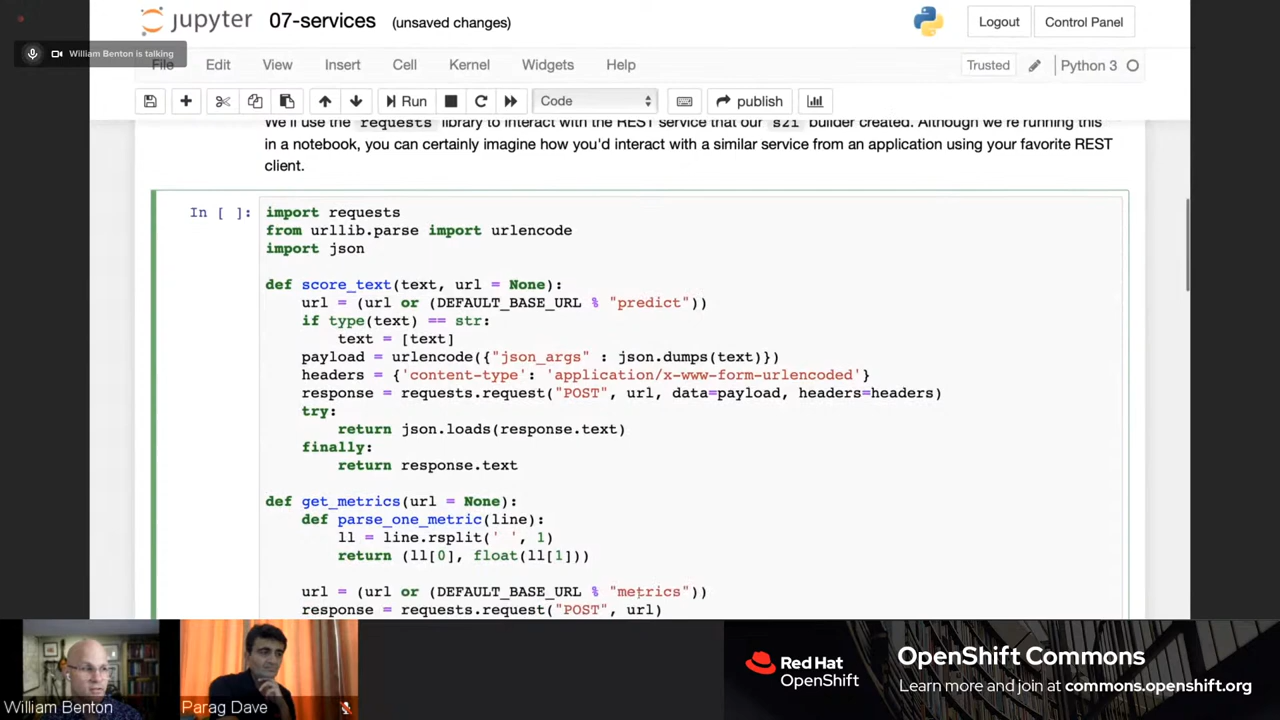 jupyter 07-services (unsaved changes)
Logout
Control Panel
William Benton is talking
File Edit View Insert Cell Kernel Widgets Help
Trusted
Python 3
Run
Code
publish
We'll use the requests library to interact with the REST service that our s2i builder created. Although we're running this
in a notebook, you can certainly imagine how you'd interact with a similar service from an application using your favorite REST
client.
In [ ]:
import requests
from urllib.parse import urlencode
import json
def score_text(text, url = None):
    url = (url or (DEFAULT_BASE_URL % "predict"))
    if type(text) == str:
        text = [text]
    payload = urlencode({"json_args" : json.dumps(text)})
    headers = {'content-type': 'application/x-www-form-urlencoded'}
    response = requests.request("POST", url, data=payload, headers=headers)
    try:
        return json.loads(response.text)
    finally:
        return response.text
def get_metrics(url = None):
    def parse_one_metric(line):
        ll = line.rsplit(' ', 1)
        return (ll[0], float(ll[1]))
    url = (url or (DEFAULT_BASE_URL % "metrics"))
    response = requests.request("POST", url)
William Benton
Parag Dave
Red Hat
OpenShift
OpenShift Commons
Learn more and join at commons.openshift.org